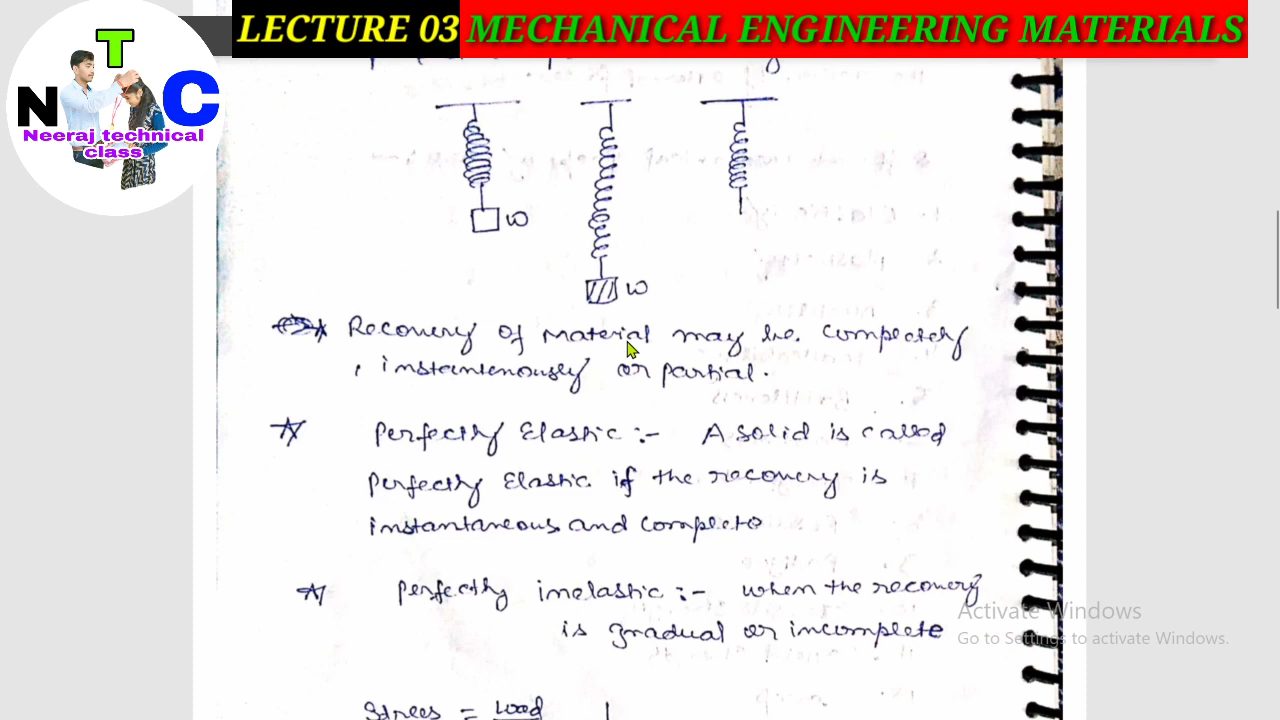 LECTURE 03 MECHANICAL ENGINEERING MATERIALS
T
N C
Neeraj technical
class
W
W
Recovery of Material may be completely
, instantenously or partial.
Perfectly Elastic :- A solid is called
Perfectly Elastic if the recovery is
instantaneous and complete
Perfectly inelastic :- when the recovery
is gradual or incomplete
Activate Windows
Go to Settings to activate Windows.
Stress = Load